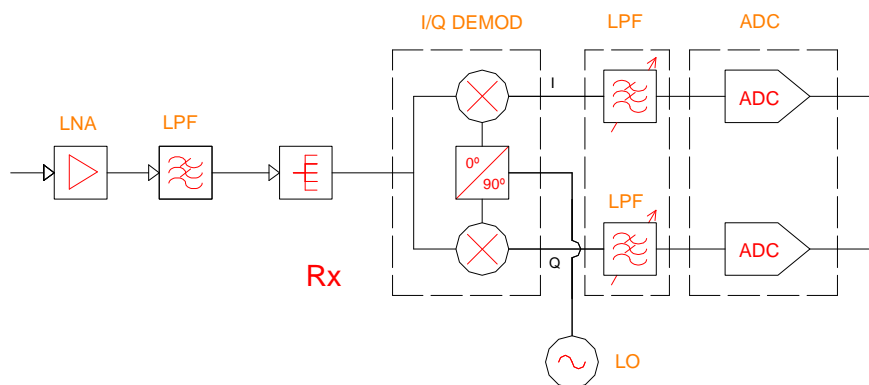 I/Q DEMOD
LPF
ADC
I
ADC
LNA
LPF
0º
90º
LPF
ADC
Q
Rx
LO